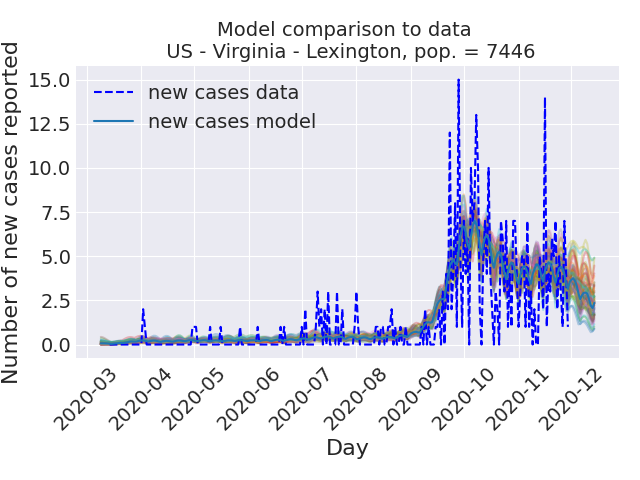 Model comparison to data
US - Virginia - Lexington, pop. = 7446
Number of new cases reported
15.0
12.5
10.0
7.5
5.0
2.5
0.0
new cases data
new cases model
2020-03
2020-04
2020-05
2020-06
2020-07
2020-08
2020-09
2020-10
2020-11
2020-12
Day